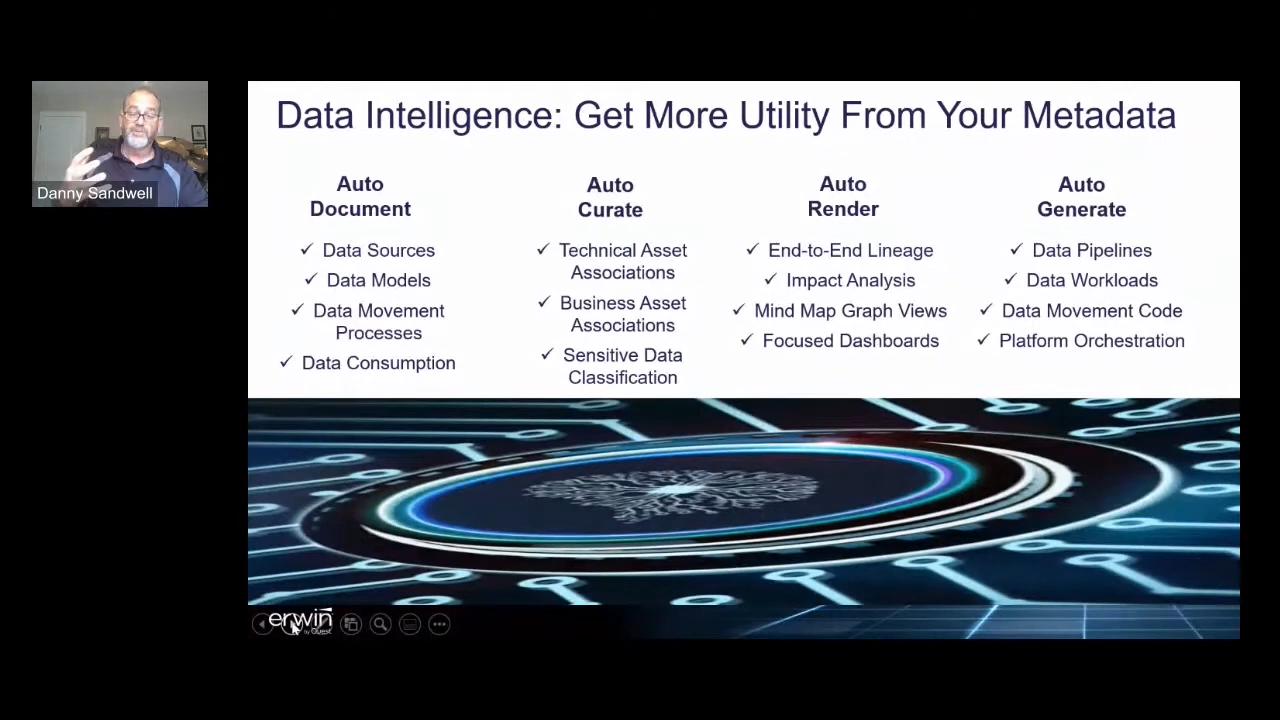 Danny Sandwell
Data Intelligence: Get More Utility From Your Metadata
Auto
Document
✓ Data Sources
✓ Data Models
✓ Data Movement
Processes
✓ Data Consumption
Auto
Curate
✓ Technical Asset
Associations
✓ Business Asset
Associations
✓ Sensitive Data
Classification
Auto
Render
✓ End-to-End Lineage
✓ Impact Analysis
✓ Mind Map Graph Views
✓ Focused Dashboards
Auto
Generate
✓ Data Pipelines
✓ Data Workloads
✓ Data Movement Code
✓ Platform Orchestration
erwin
by Quest